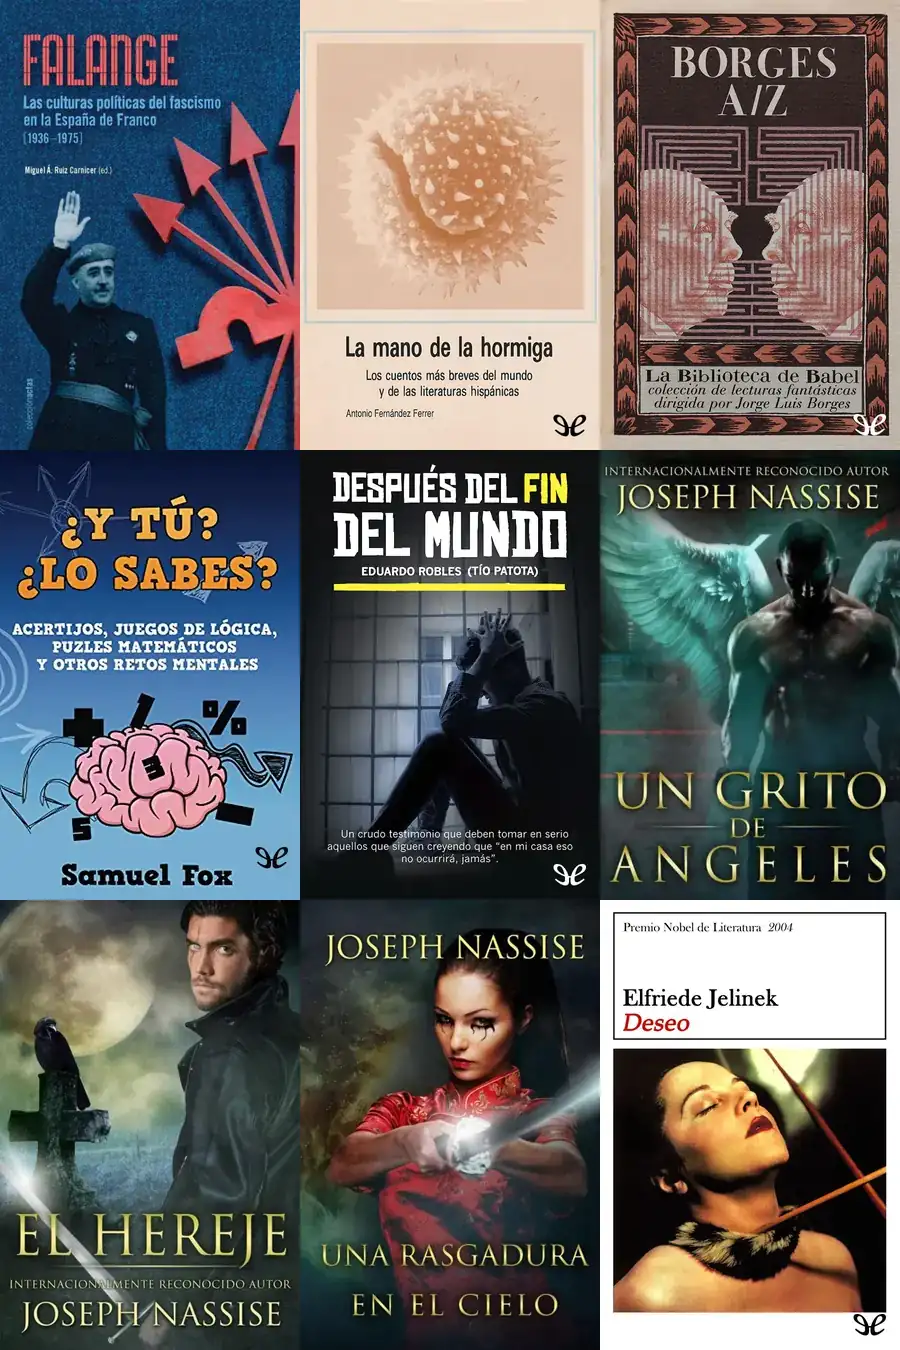 FALANGE
Las culturas políticas del fascismo
en la España de Franco
(1936-1975)
Miguel Á. Ruiz Carnicer (ed.)
colecciónactas
La mano de la hormiga
Los cuentos más breves del mundo
y de las literaturas hispánicas
Antonio Fernández Ferrer
BORGES
A/Z
La Biblioteca de Babel
colección de lecturas fantásticas
dirigida por Jorge Luis Borges
¿Y TÚ?
¿LO SABES?
ACERTIJOS, JUEGOS DE LÓGICA,
PUZLES MATEMÁTICOS
Y OTROS RETOS MENTALES
%
3
5
Samuel Fox
DESPUÉS DEL FIN
DEL MUNDO
EDUARDO ROBLES (TÍO PATOTA)
Un crudo testimonio que deben tomar en serio
aquellos que siguen creyendo que “en mi casa eso
no ocurrirá, jamás”.
INTERNACIONALMENTE RECONOCIDO AUTOR
JOSEPH NASSISE
UN GRITO
DE
ANGELES
EL HEREJE
INTERNACIONALMENTE RECONOCIDO AUTOR
JOSEPH NASSISE
JOSEPH NASSISE
UNA RASGADURA
EN EL CIELO
Premio Nobel de Literatura 2004
Elfriede Jelinek
Deseo